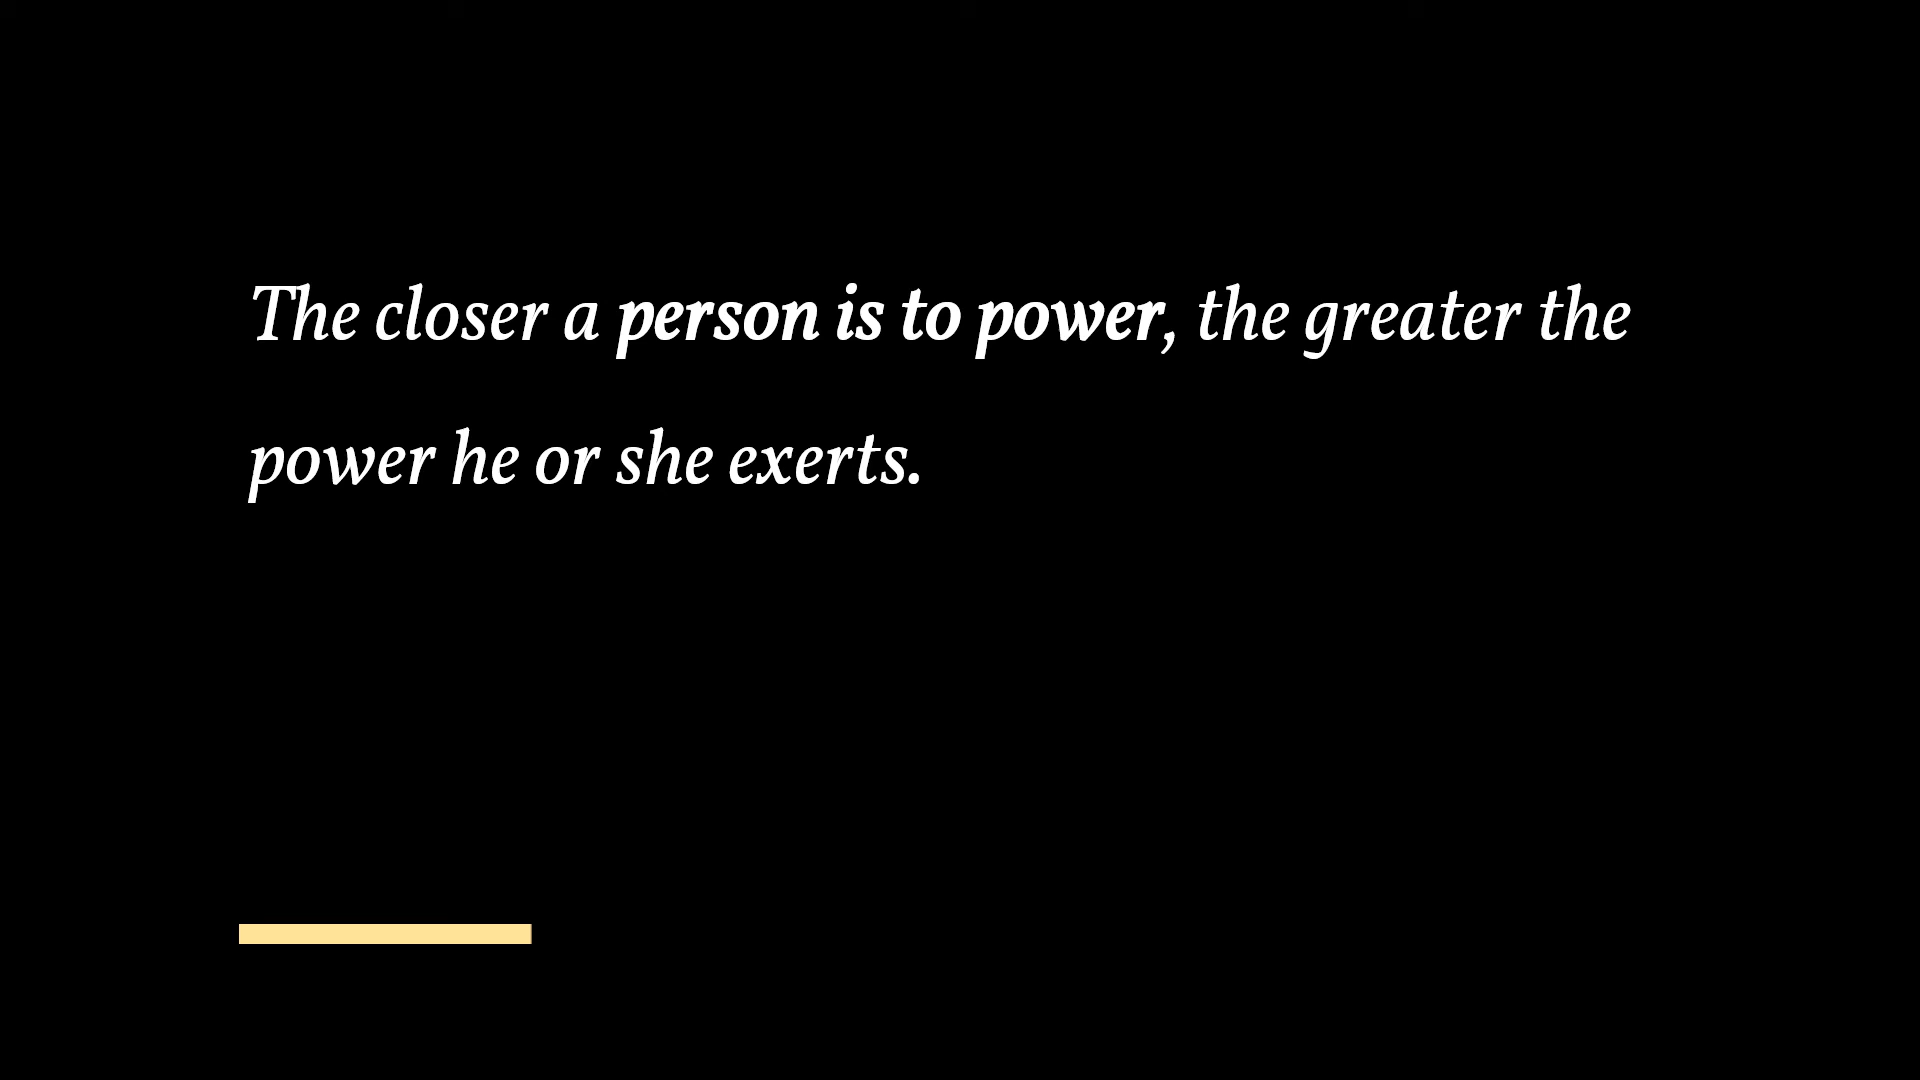 The closer a person is to power, the greater the
power he or she exerts.